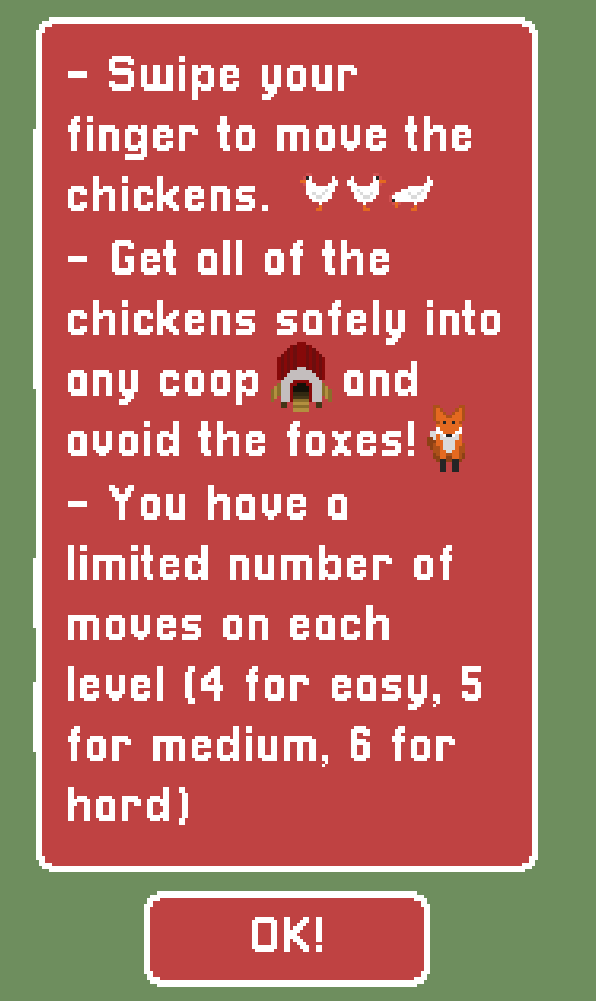 - Swipe your
finger to move the
chickens.
- Get all of the
chickens safely into
any coop and
avoid the foxes!
- You have a
limited number of
moves on each
level (4 for easy, 5
for medium, 6 for
hard)
OK!